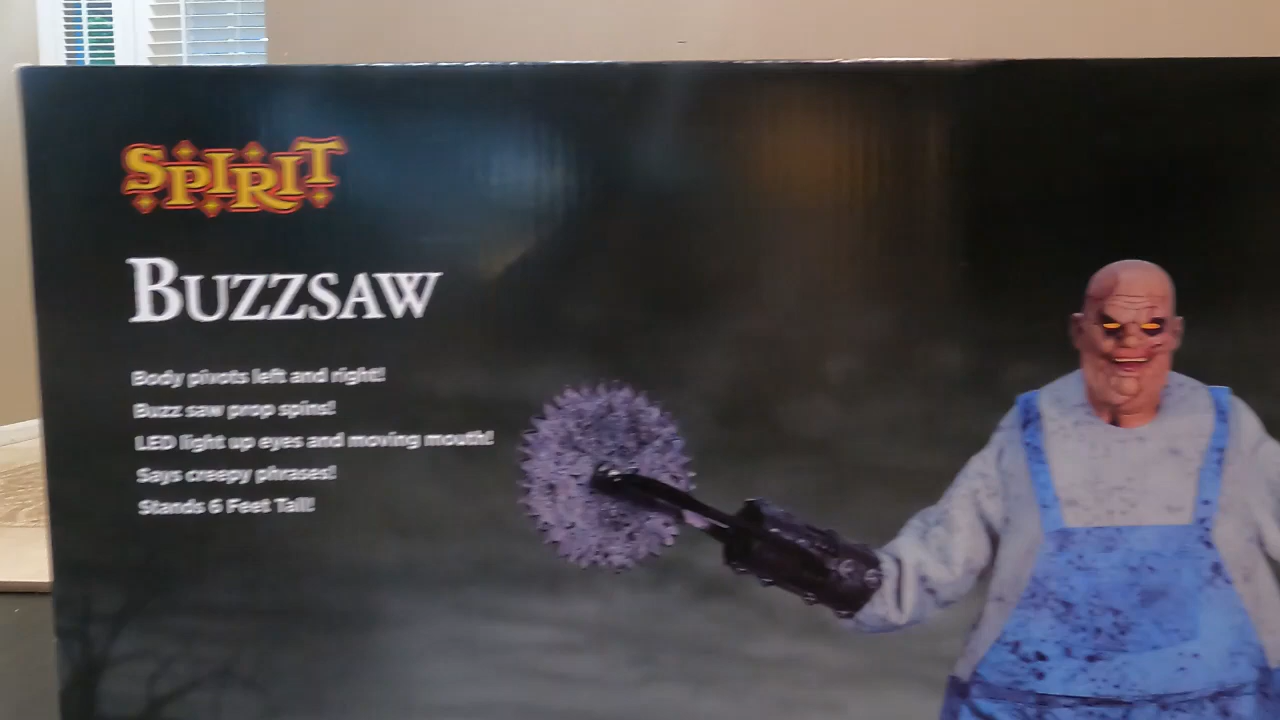 SPIRIT
BUZZSAW
Body pivots left and right!
Buzz saw prop spins!
LED light up eyes and moving mouth!
Says creepy phrases!
Stands 6 Feet Tall!